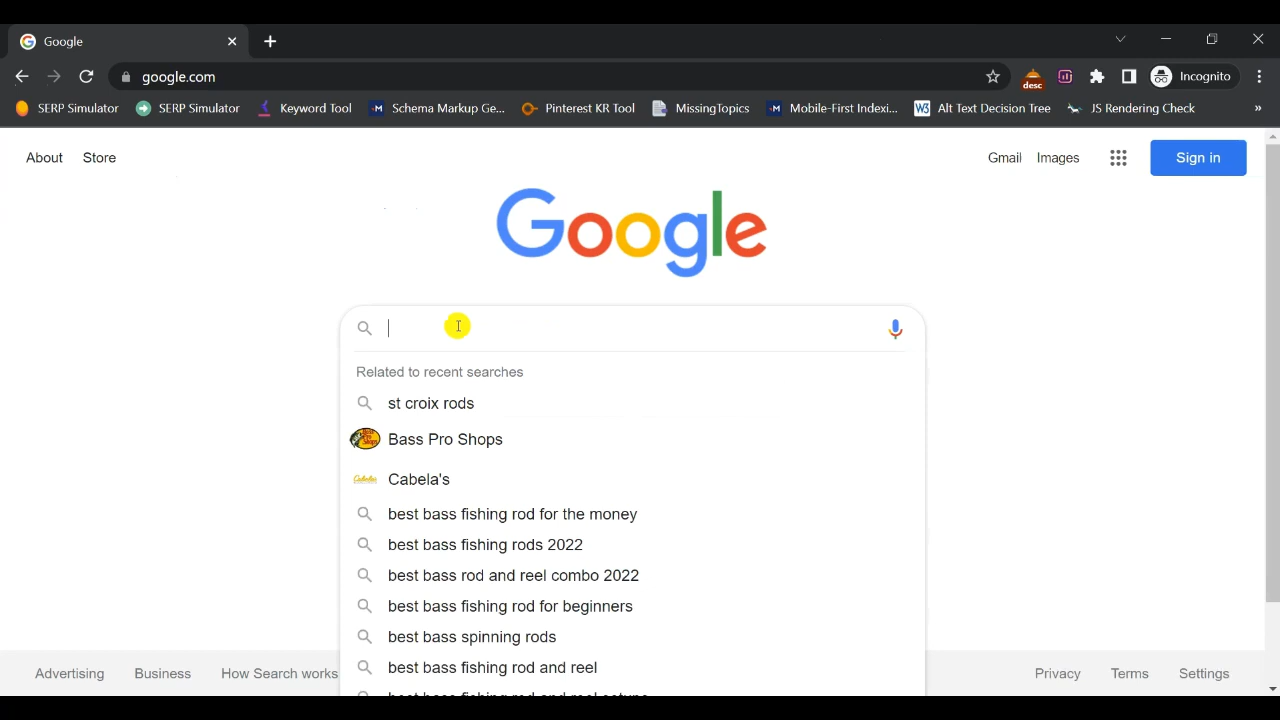 Google
google.com
desc
Incognito
SERP Simulator
SERP Simulator
Keyword Tool
Schema Markup Ge...
Pinterest KR Tool
MissingTopics
Mobile-First Indexi...
Alt Text Decision Tree
JS Rendering Check
»
About
Store
Gmail
Images
Sign in
Google
Related to recent searches
st croix rods
Bass Pro Shops
Cabela's
best bass fishing rod for the money
best bass fishing rods 2022
best bass rod and reel combo 2022
best bass fishing rod for beginners
best bass spinning rods
best bass fishing rod and reel
Advertising
Business
How Search works
Privacy
Terms
Settings